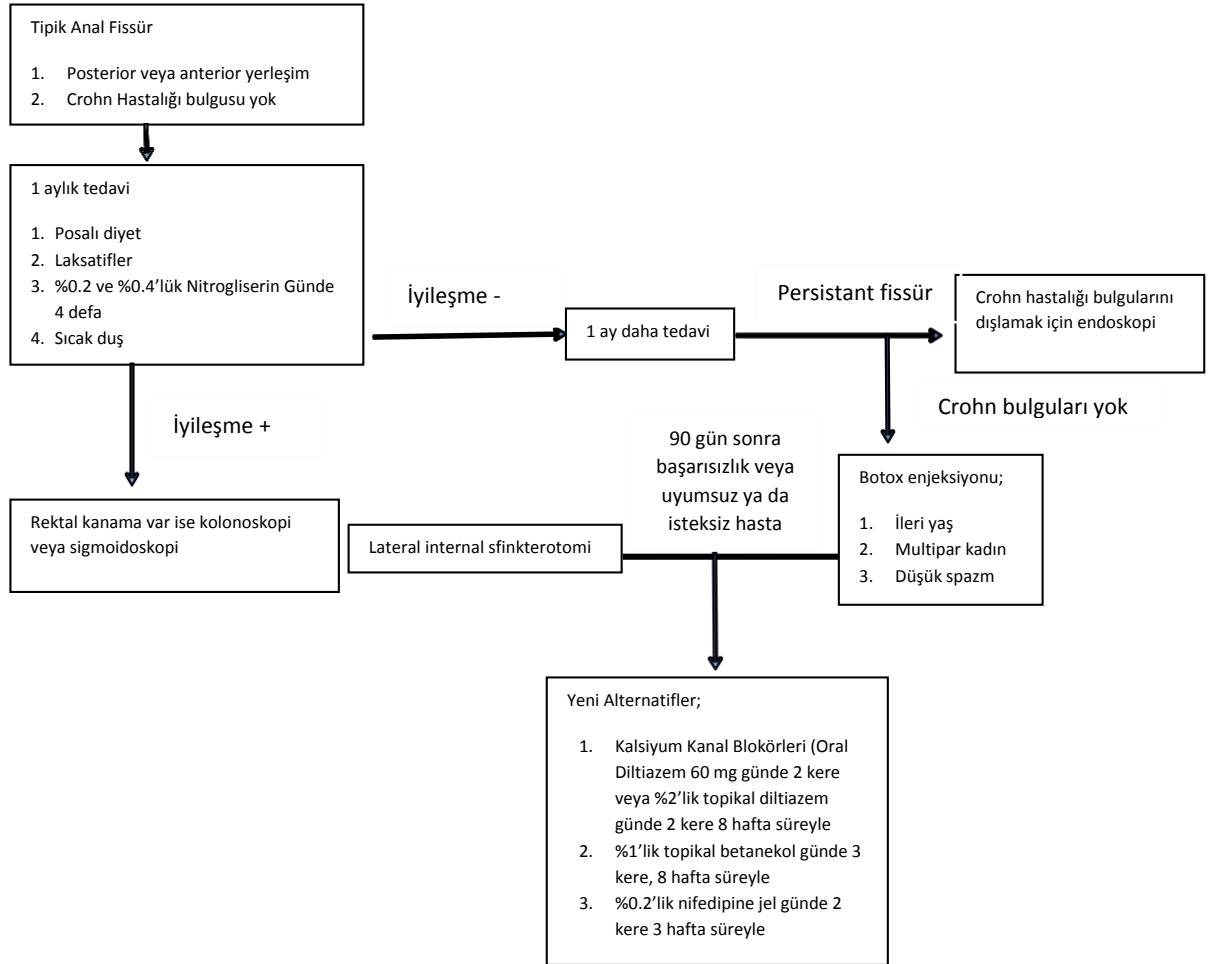 Tipik Anal Fissür
1. Posterior veya anterior yerleşim
2. Crohn Hastalığı bulgusu yok
1 aylık tedavi
1. Posalı diyet
2. Laksatifler
3. %0.2 ve %0.4’lük Nitrogliserin Günde
4 defa
4. Sıcak duş
İyileşme -
1 ay daha tedavi
Persistant fissür
Crohn hastalığı bulgularını
dışlamak için endoskopi
İyileşme +
Crohn bulguları yok
90 gün sonra
başarısızlık veya
uyumsuz ya da
isteksiz hasta
Botox enjeksiyonu;
1. İleri yaş
2. Multipar kadın
3. Düşük spazm
Rektal kanama var ise kolonoskopi
veya sigmoidoskopi
Lateral internal sfinkterotomi
Yeni Alternatifler;
1. Kalsiyum Kanal Blokörleri (Oral
Diltiazem 60 mg günde 2 kere
veya %2’lik topikal diltiazem
günde 2 kere 8 hafta süreyle
2. %1’lik topikal betanekol günde 3
kere, 8 hafta süreyle
3. %0.2’lik nifedipine jel günde 2
kere 3 hafta süreyle